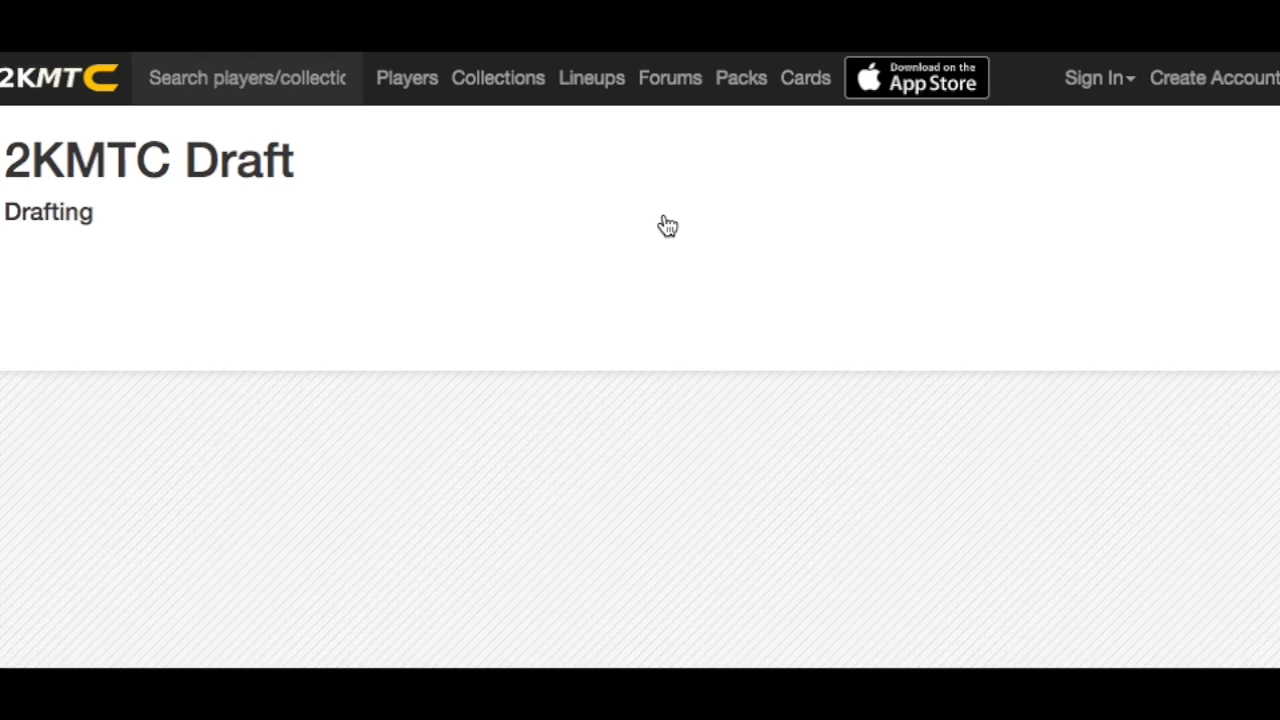 2KMTC Search players/collectic Players Collections Lineups Forums Packs Cards Download on the App Store Sign In Create Account
2KMTC Draft
Drafting